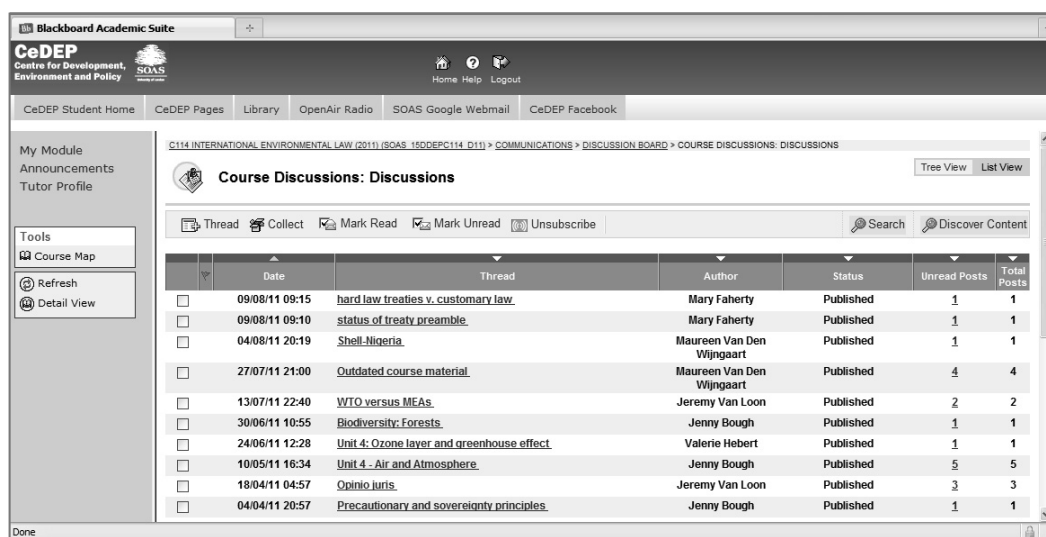 Blackboard Academic Suite
CeDEP
Centre for Development,
Environment and Policy
SOAS
Home Help Logout
CeDEP Student Home CeDEP Pages Library OpenAir Radio SOAS Google Webmail CeDEP Facebook
My Module
Announcements
Tutor Profile
Tools
Course Map
Refresh
Detail View
C114 INTERNATIONAL ENVIRONMENTAL LAW (2011) (SOAS_15DDEPC114_D11) > COMMUNICATIONS > DISCUSSION BOARD > COURSE DISCUSSIONS: DISCUSSIONS
Course Discussions: Discussions
Tree View List View
Thread Collect Mark Read Mark Unread Unsubscribe Search Discover Content
Date Thread Author Status Unread Posts Total Posts
09/08/11 09:15 hard law treaties v. customary law Mary Faherty Published 1 1
09/08/11 09:10 status of treaty preamble Mary Faherty Published 1 1
04/08/11 20:19 Shell-Nigeria Maureen Van Den Wijngaart Published 1 1
27/07/11 21:00 Outdated course material Maureen Van Den Wijngaart Published 4 4
13/07/11 22:40 WTO versus MEAs Jeremy Van Loon Published 2 2
30/06/11 10:55 Biodiversity: Forests Jenny Bough Published 1 1
24/06/11 12:28 Unit 4: Ozone layer and greenhouse effect Valerie Hebert Published 1 1
10/05/11 16:34 Unit 4 - Air and Atmosphere Jenny Bough Published 5 5
18/04/11 04:57 Opinio juris Jeremy Van Loon Published 3 3
04/04/11 20:57 Precautionary and sovereignty principles Jenny Bough Published 1 1
Done